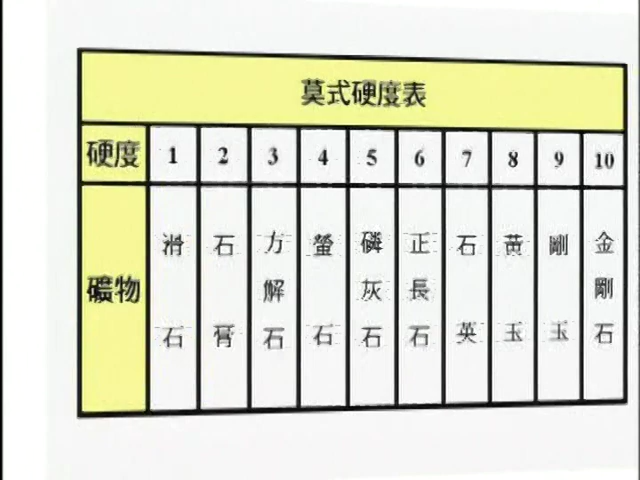 莫式硬度表
硬度 1 2 3 4 5 6 7 8 9 10
礦物 滑石 石膏 方解石 螢石 磷灰石 正長石 石英 黃玉 剛玉 金剛石